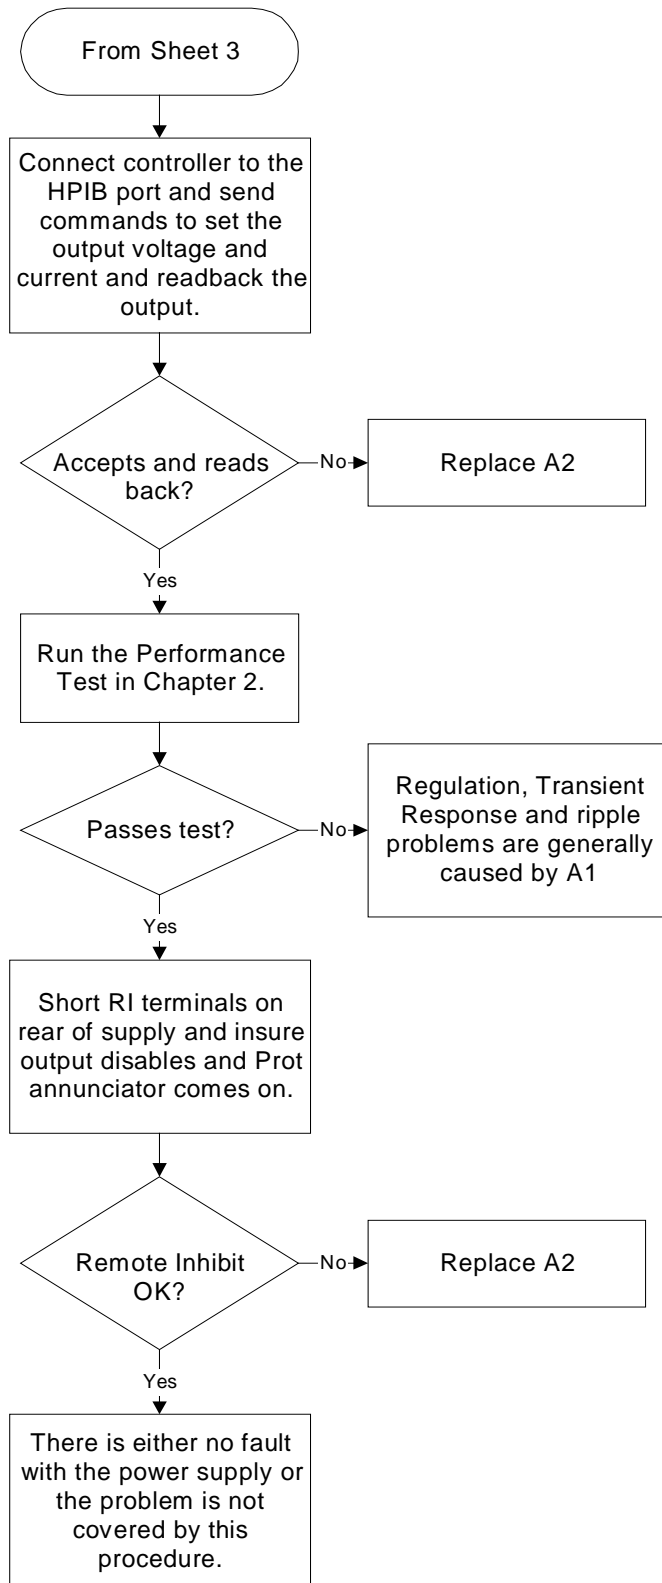 From Sheet 3
Connect controller to the
HPIB port and send
commands to set the
output voltage and
current and readback the
output.
Accepts and reads
back?
No
Replace A2
Yes
Run the Performance
Test in Chapter 2.
Passes test?
No
Regulation, Transient
Response and ripple
problems are generally
caused by A1
Yes
Short RI terminals on
rear of supply and insure
output disables and Prot
annunciator comes on.
Remote Inhibit
OK?
No
Replace A2
Yes
There is either no fault
with the power supply or
the problem is not
covered by this
procedure.